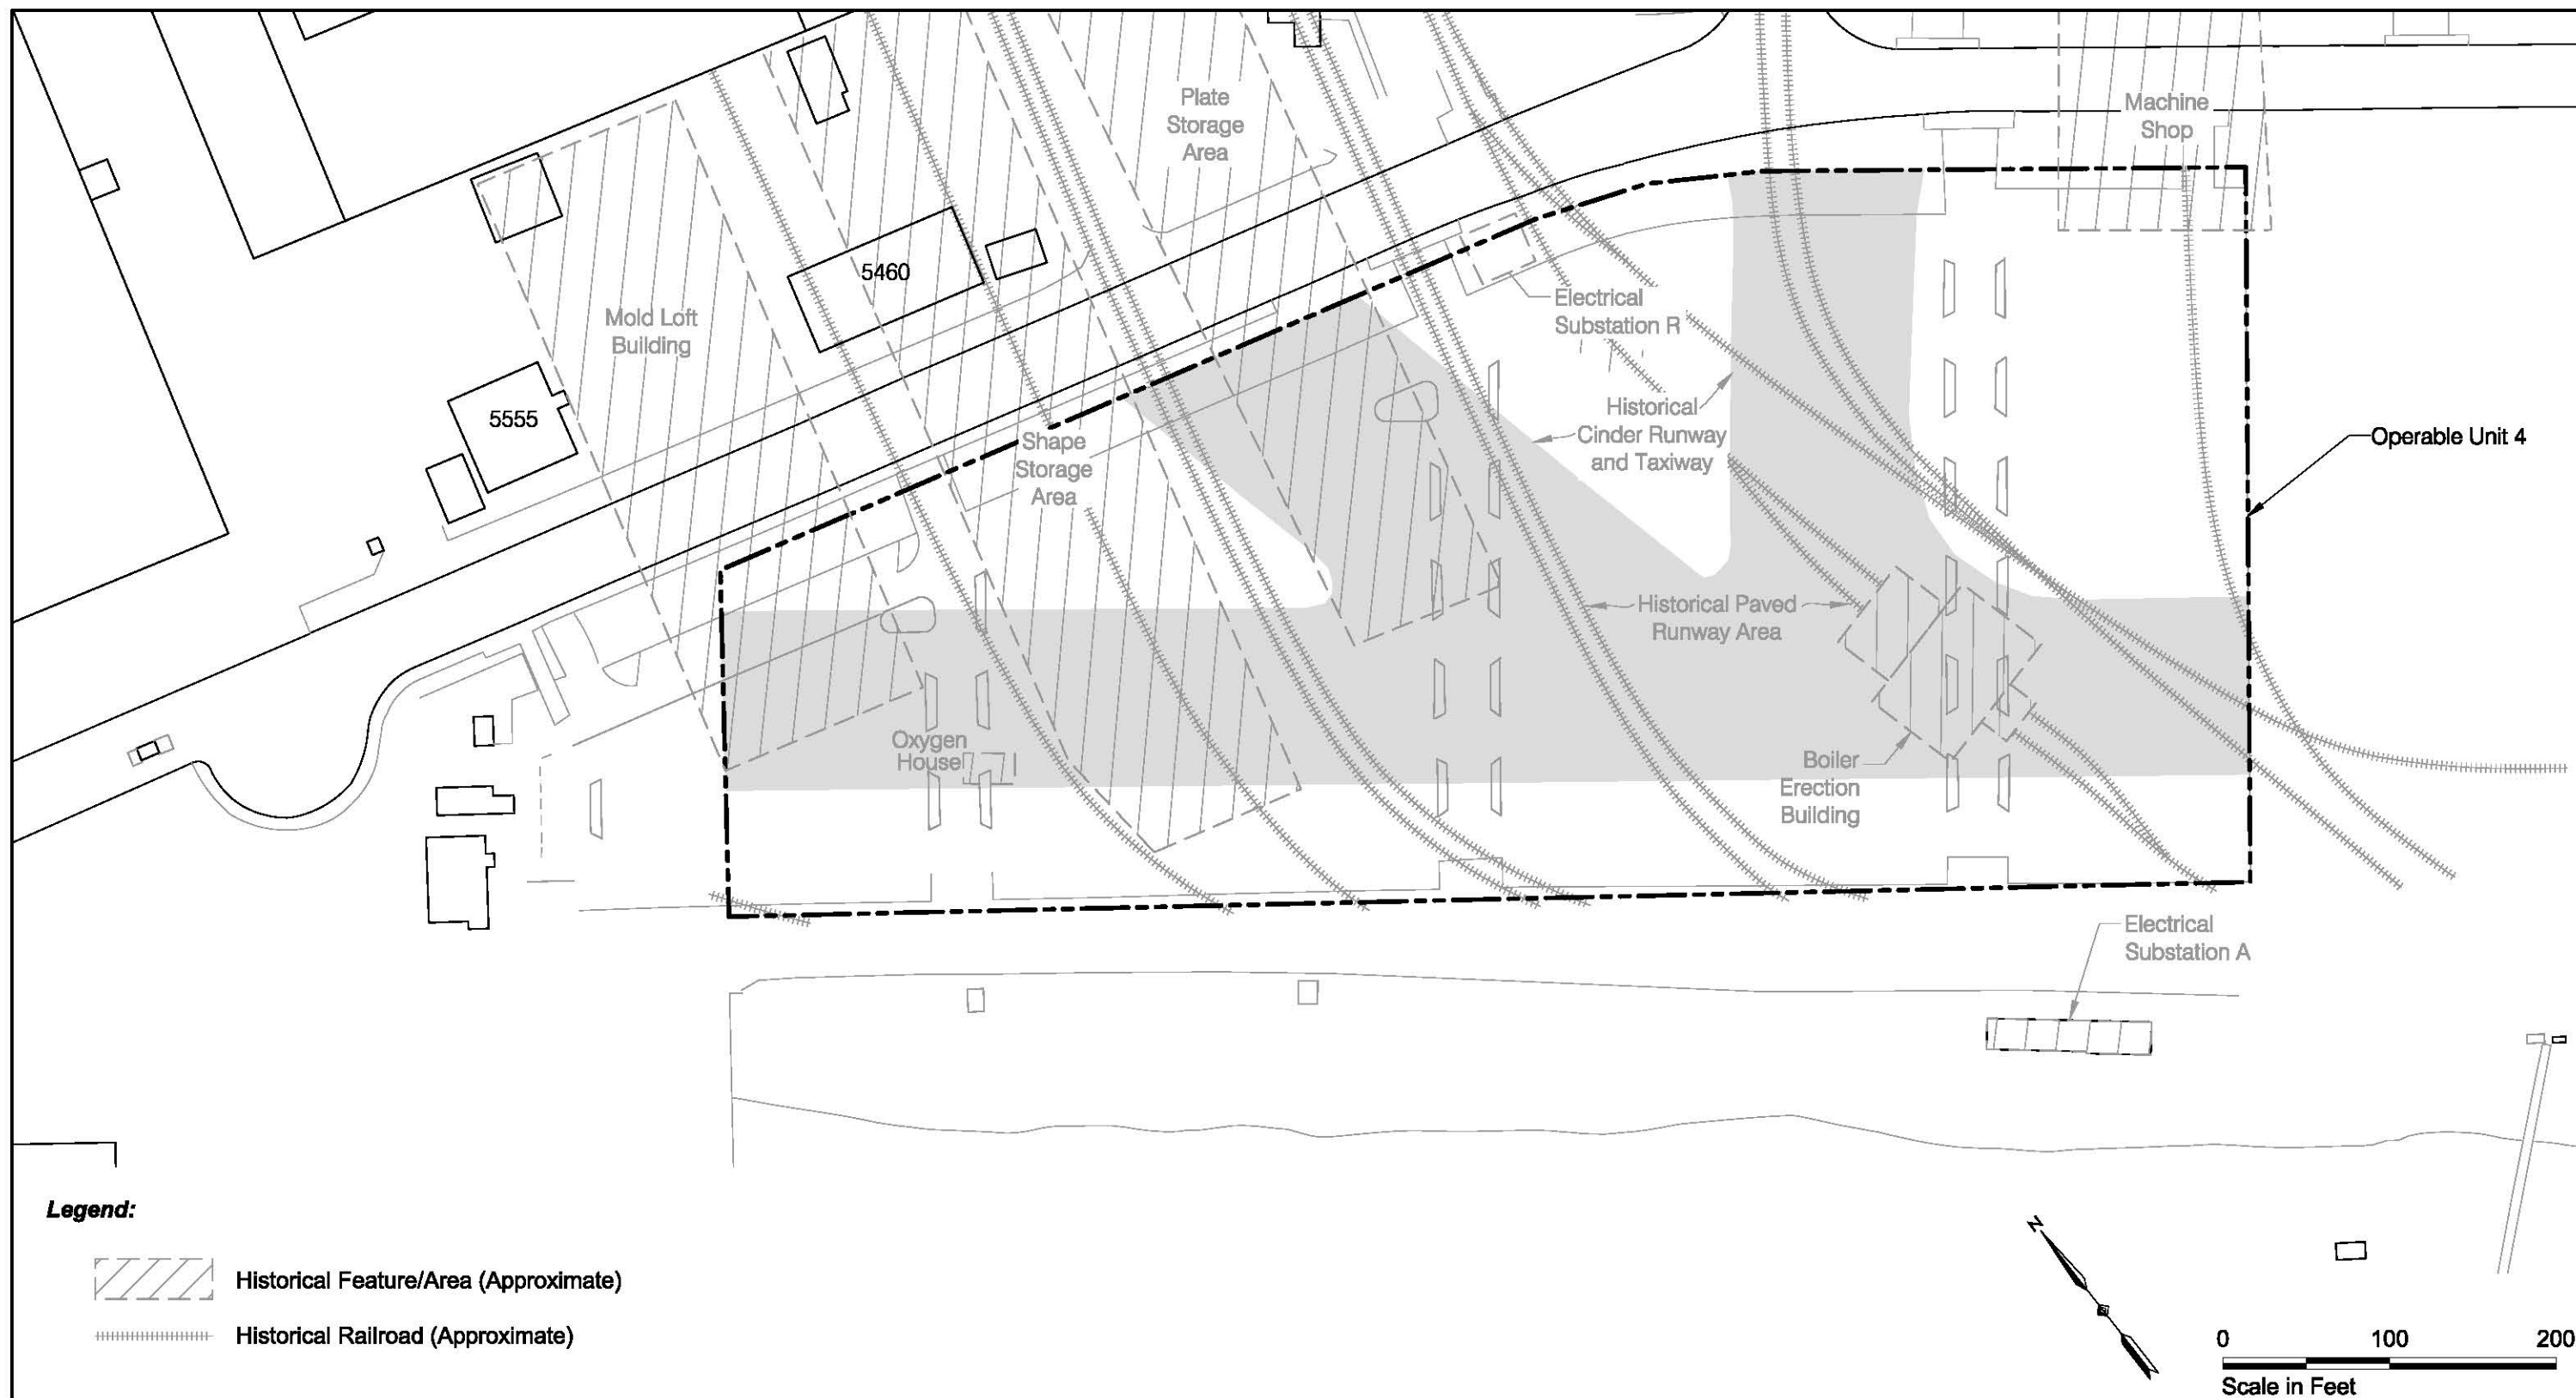 Plate
Storage
Area
Machine
Shop
5460
Mold Loft
Building
Electrical
Substation R
5555
Historical
Cinder Runway
and Taxiway
Operable Unit 4
Shape
Storage
Area
Historical Paved
Runway Area
Oxygen
House
Boiler
Erection
Building
Electrical
Substation A
Legend:
Historical Feature/Area (Approximate)
Historical Railroad (Approximate)
N
0 100 200
Scale in Feet